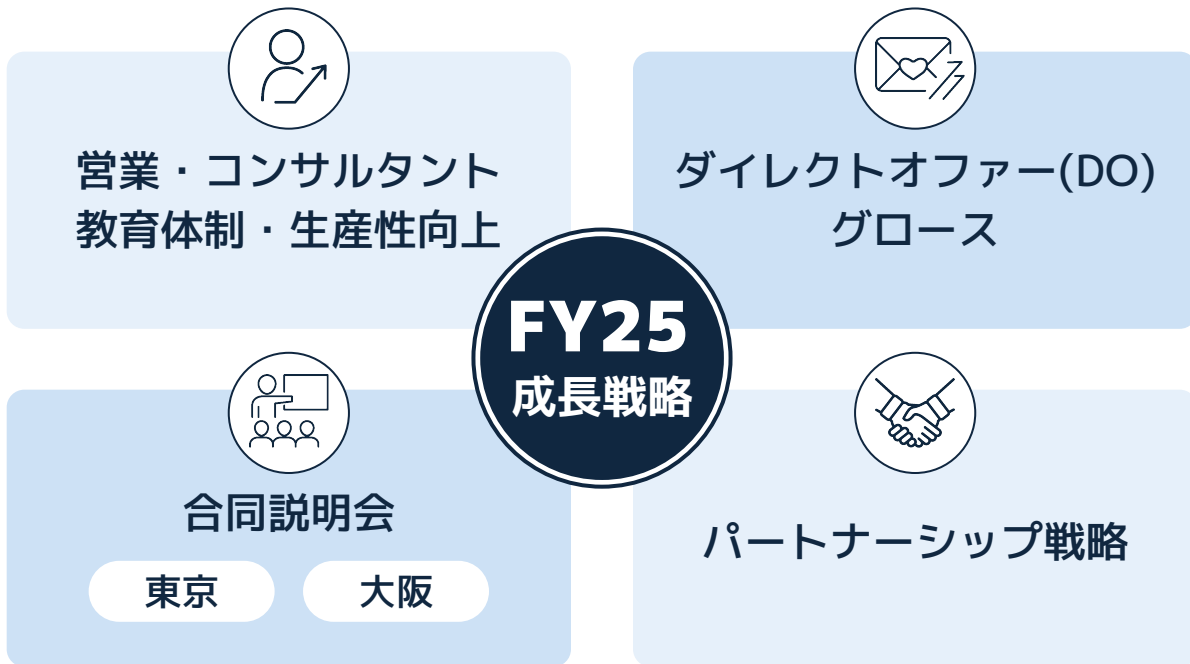 営業・コンサルタント
教育体制・生産性向上
ダイレクトオファー(DO)
グロース
FY25
成長戦略
合同説明会
東京
大阪
パートナーシップ戦略